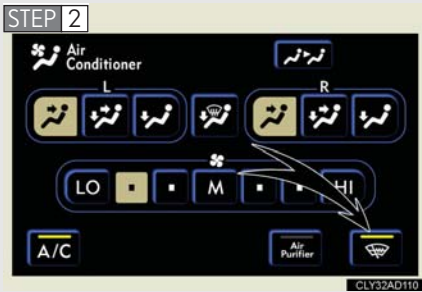 STEP 2
Air
Conditioner
L
R
LO
M
HI
A/C
Air
Purifier
CLY32AD110